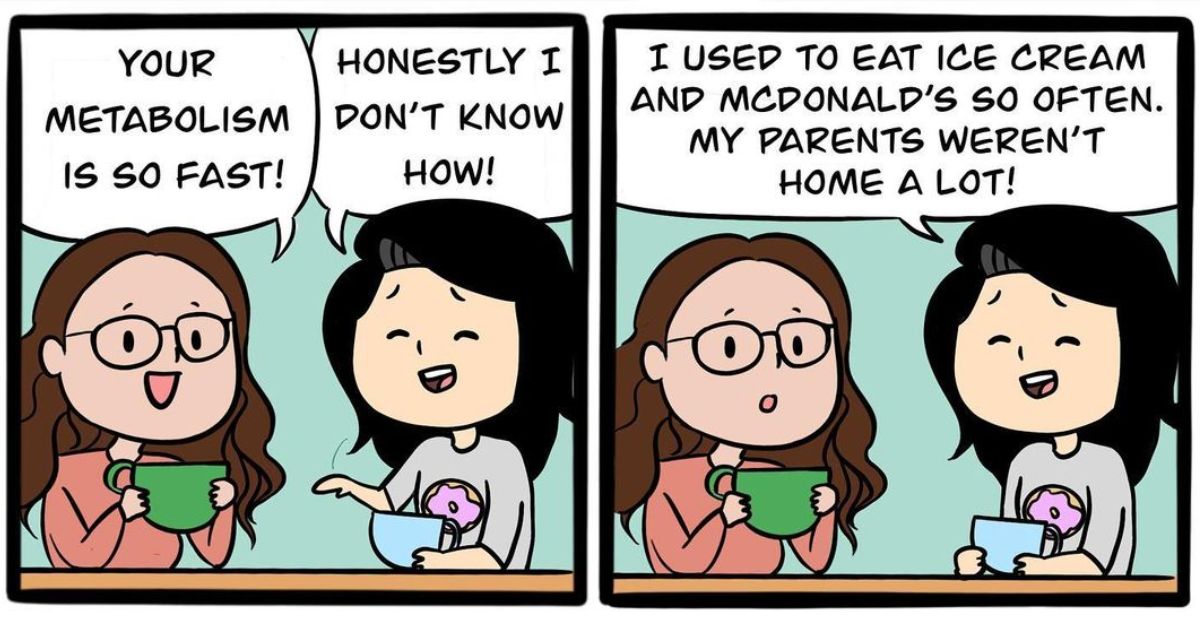 YOUR
METABOLISM
IS SO FAST!
HONESTLY I
DON'T KNOW
HOW!
I USED TO EAT ICE CREAM
AND MCDONALD'S SO OFTEN.
MY PARENTS WEREN'T
HOME A LOT!